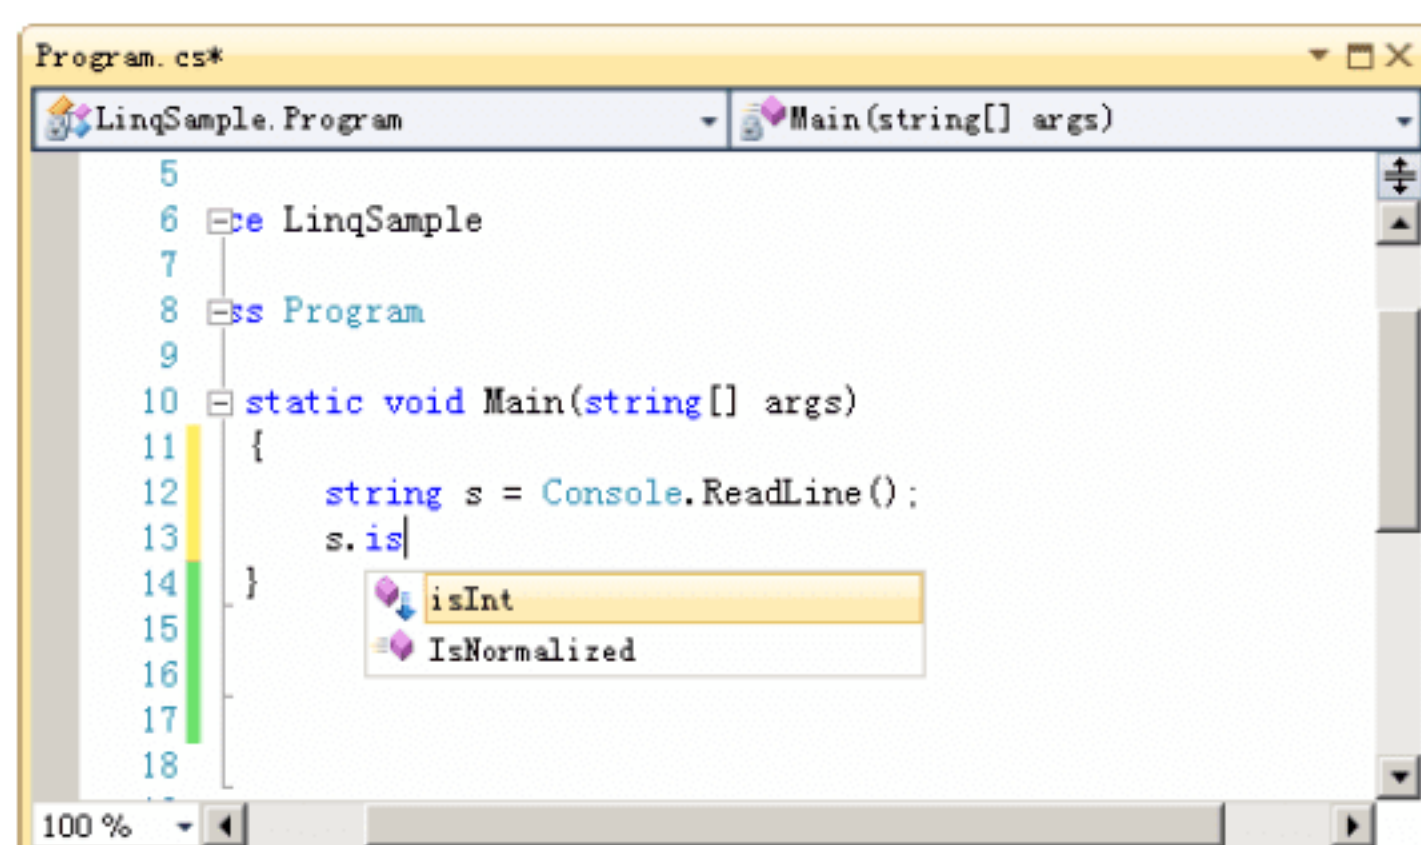 Program.cs*
LinqSample.Program Main(string[] args)
5
6 ce LinqSample
7
8 ss Program
9
10 static void Main(string[] args)
11 {
12 string s = Console.ReadLine();
13 s.is
14 }
isInt
15
IsNormalized
16
17
18
100 %